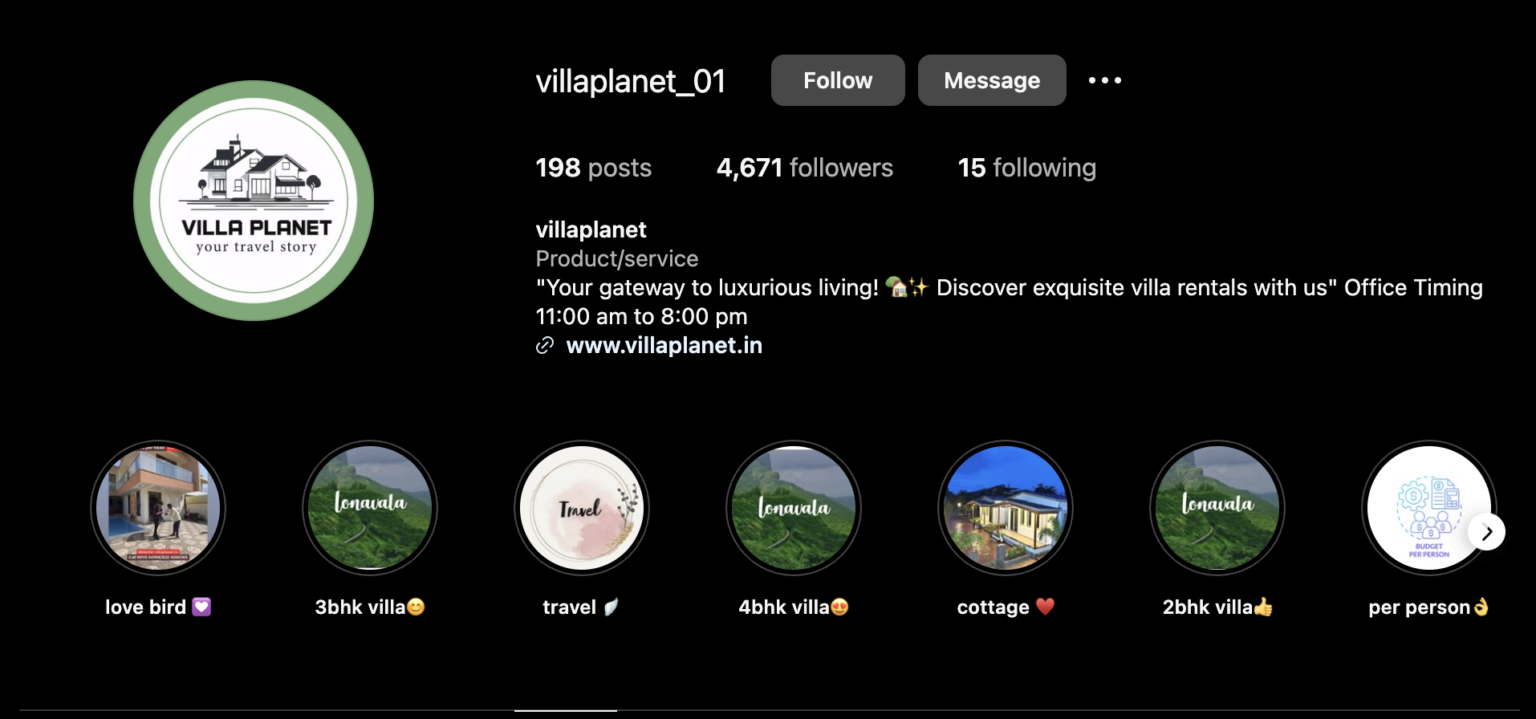 villaplanet_01 Follow Message
198 posts 4,671 followers 15 following
villaplanet
Product/service
"Your gateway to luxurious living! 🏡✨ Discover exquisite villa rentals with us" Office Timing
11:00 am to 8:00 pm
www.villaplanet.in
VILLA PLANET
your travel story
lonavala
Travel
lonavala
lonavala
BUDGET
PER PERSON
love bird 💟 3bhk villa😊 travel 🪽 4bhk villa😍 cottage ♥️ 2bhk villa👍 per person👌